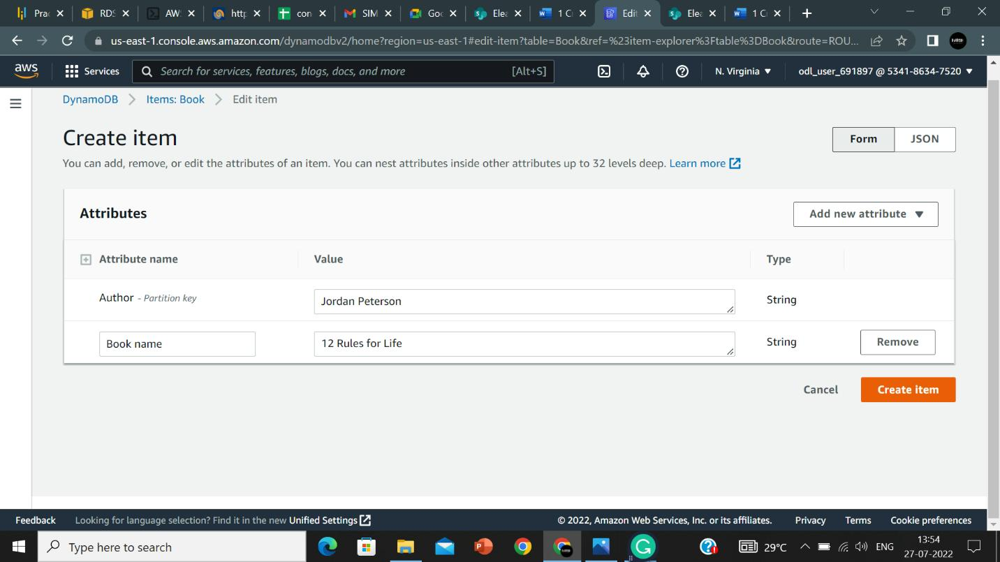 Prac
RDS
AW
http
con
SIM
Goo
Elea
1 C
Edit
Elea
1 C
us-east-1.console.aws.amazon.com/dynamodbv2/home?region=us-east-1#edit-item?table=Book&ref=%23item-explorer%3Ftable%3DBook&route=ROU...
aws
Services
Search for services, features, blogs, docs, and more
[Alt+S]
N. Virginia
odl_user_691897 @ 5341-8634-7520
DynamoDB
Items: Book
Edit item
Create item
Form
JSON
You can add, remove, or edit the attributes of an item. You can nest attributes inside other attributes up to 32 levels deep. Learn more
Attributes
Add new attribute
Attribute name
Value
Type
Author - Partition key
Jordan Peterson
String
Book name
12 Rules for Life
String
Remove
Cancel
Create item
Feedback
Looking for language selection? Find it in the new Unified Settings
© 2022, Amazon Web Services, Inc. or its affiliates.
Privacy
Terms
Cookie preferences
Type here to search
29°C
ENG
13:54
27-07-2022